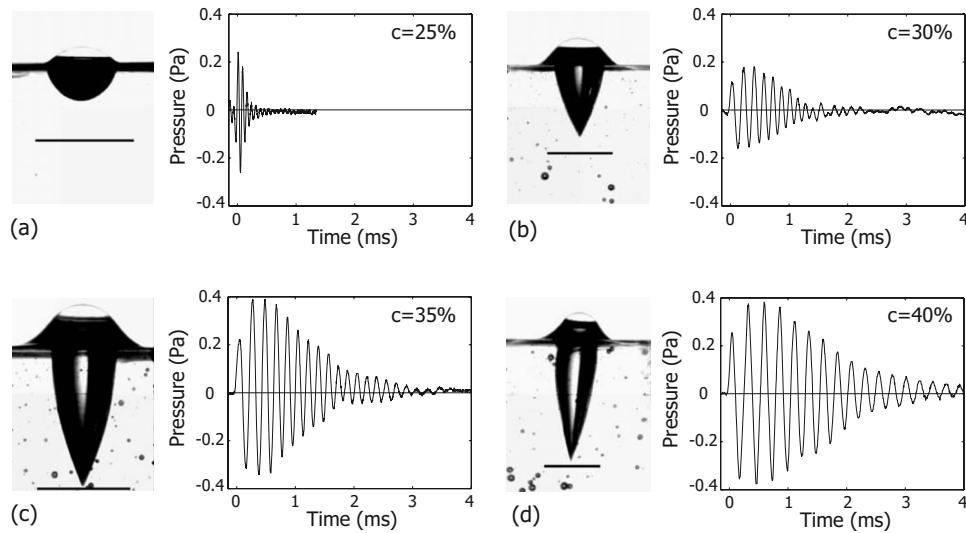 0.4
0.2
0
-0.2
-0.4
Pressure (Pa)
c=25%
0 1 2 3 4
Time (ms)
(a)
0.4
0.2
0
-0.2
-0.4
Pressure (Pa)
c=30%
0 1 2 3 4
Time (ms)
(b)
0.4
0.2
0
-0.2
-0.4
Pressure (Pa)
c=35%
0 1 2 3 4
Time (ms)
(c)
0.4
0.2
0
-0.2
-0.4
Pressure (Pa)
c=40%
0 1 2 3 4
Time (ms)
(d)